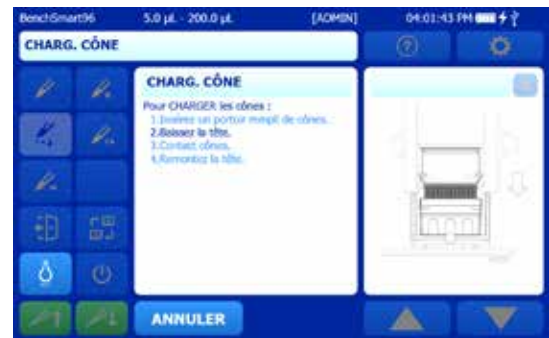 BenchSmart96 5.0 µL - 200.0 µL [ADMIN] 04:01:43 PM
CHARG. CÔNE
CHARG. CÔNE
Pour CHARGER les cônes :
1.Insérez un portoir rempli de cônes.
2.Baissez la tête.
3.Contact cônes.
4.Remontez la tête.
ANNULER